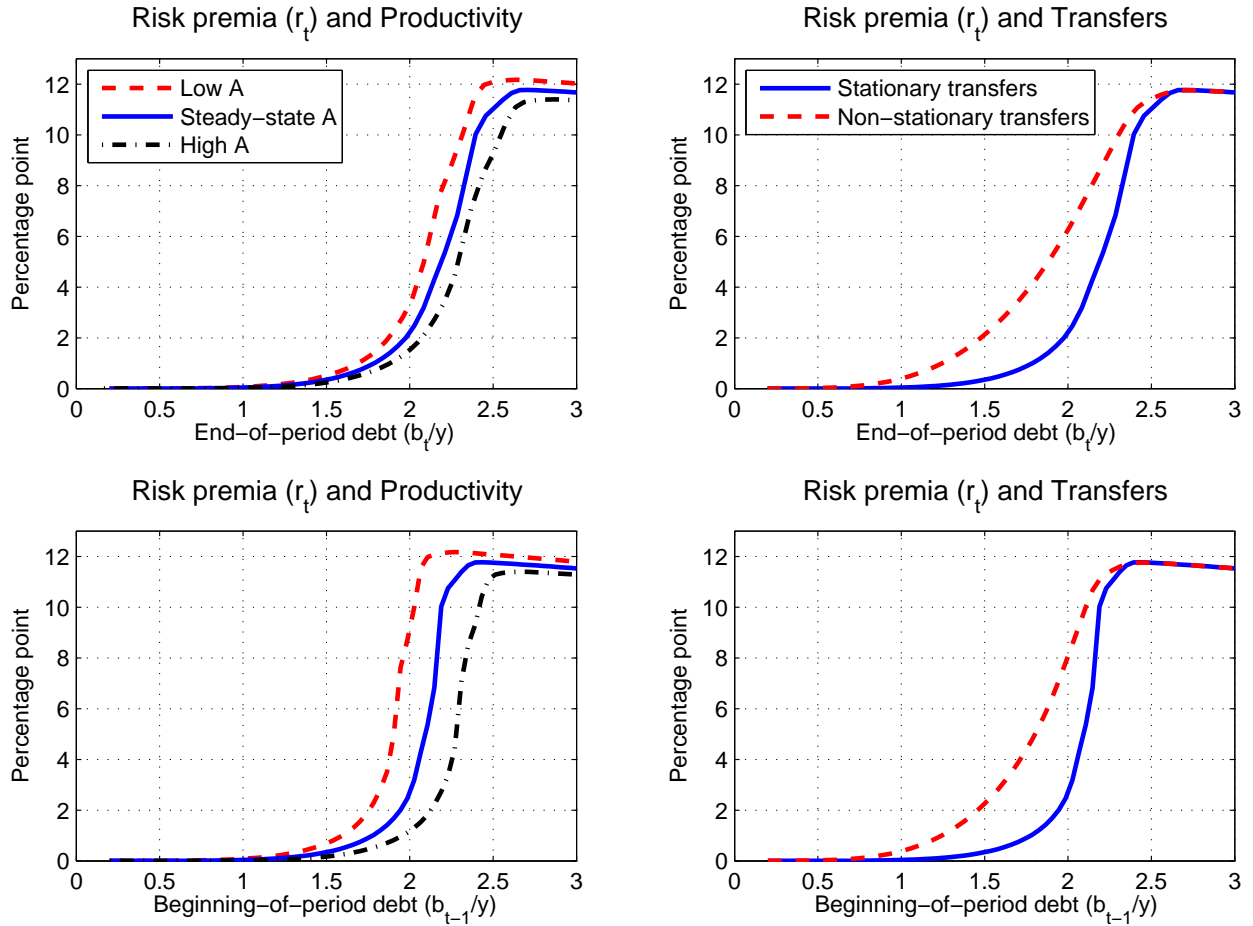 Risk premia (r_t) and Productivity
Percentage point
12
10
8
6
4
2
0
Low A
Steady−state A
High A
0 0.5 1 1.5 2 2.5 3
End−of−period debt (b_t/y)
Risk premia (r_t) and Transfers
Percentage point
12
10
8
6
4
2
0
Stationary transfers
Non−stationary transfers
0 0.5 1 1.5 2 2.5 3
End−of−period debt (b_t/y)
Risk premia (r_t) and Productivity
Percentage point
12
10
8
6
4
2
0
0 0.5 1 1.5 2 2.5 3
Beginning−of−period debt (b_{t−1}/y)
Risk premia (r_t) and Transfers
Percentage point
12
10
8
6
4
2
0
0 0.5 1 1.5 2 2.5 3
Beginning−of−period debt (b_{t−1}/y)